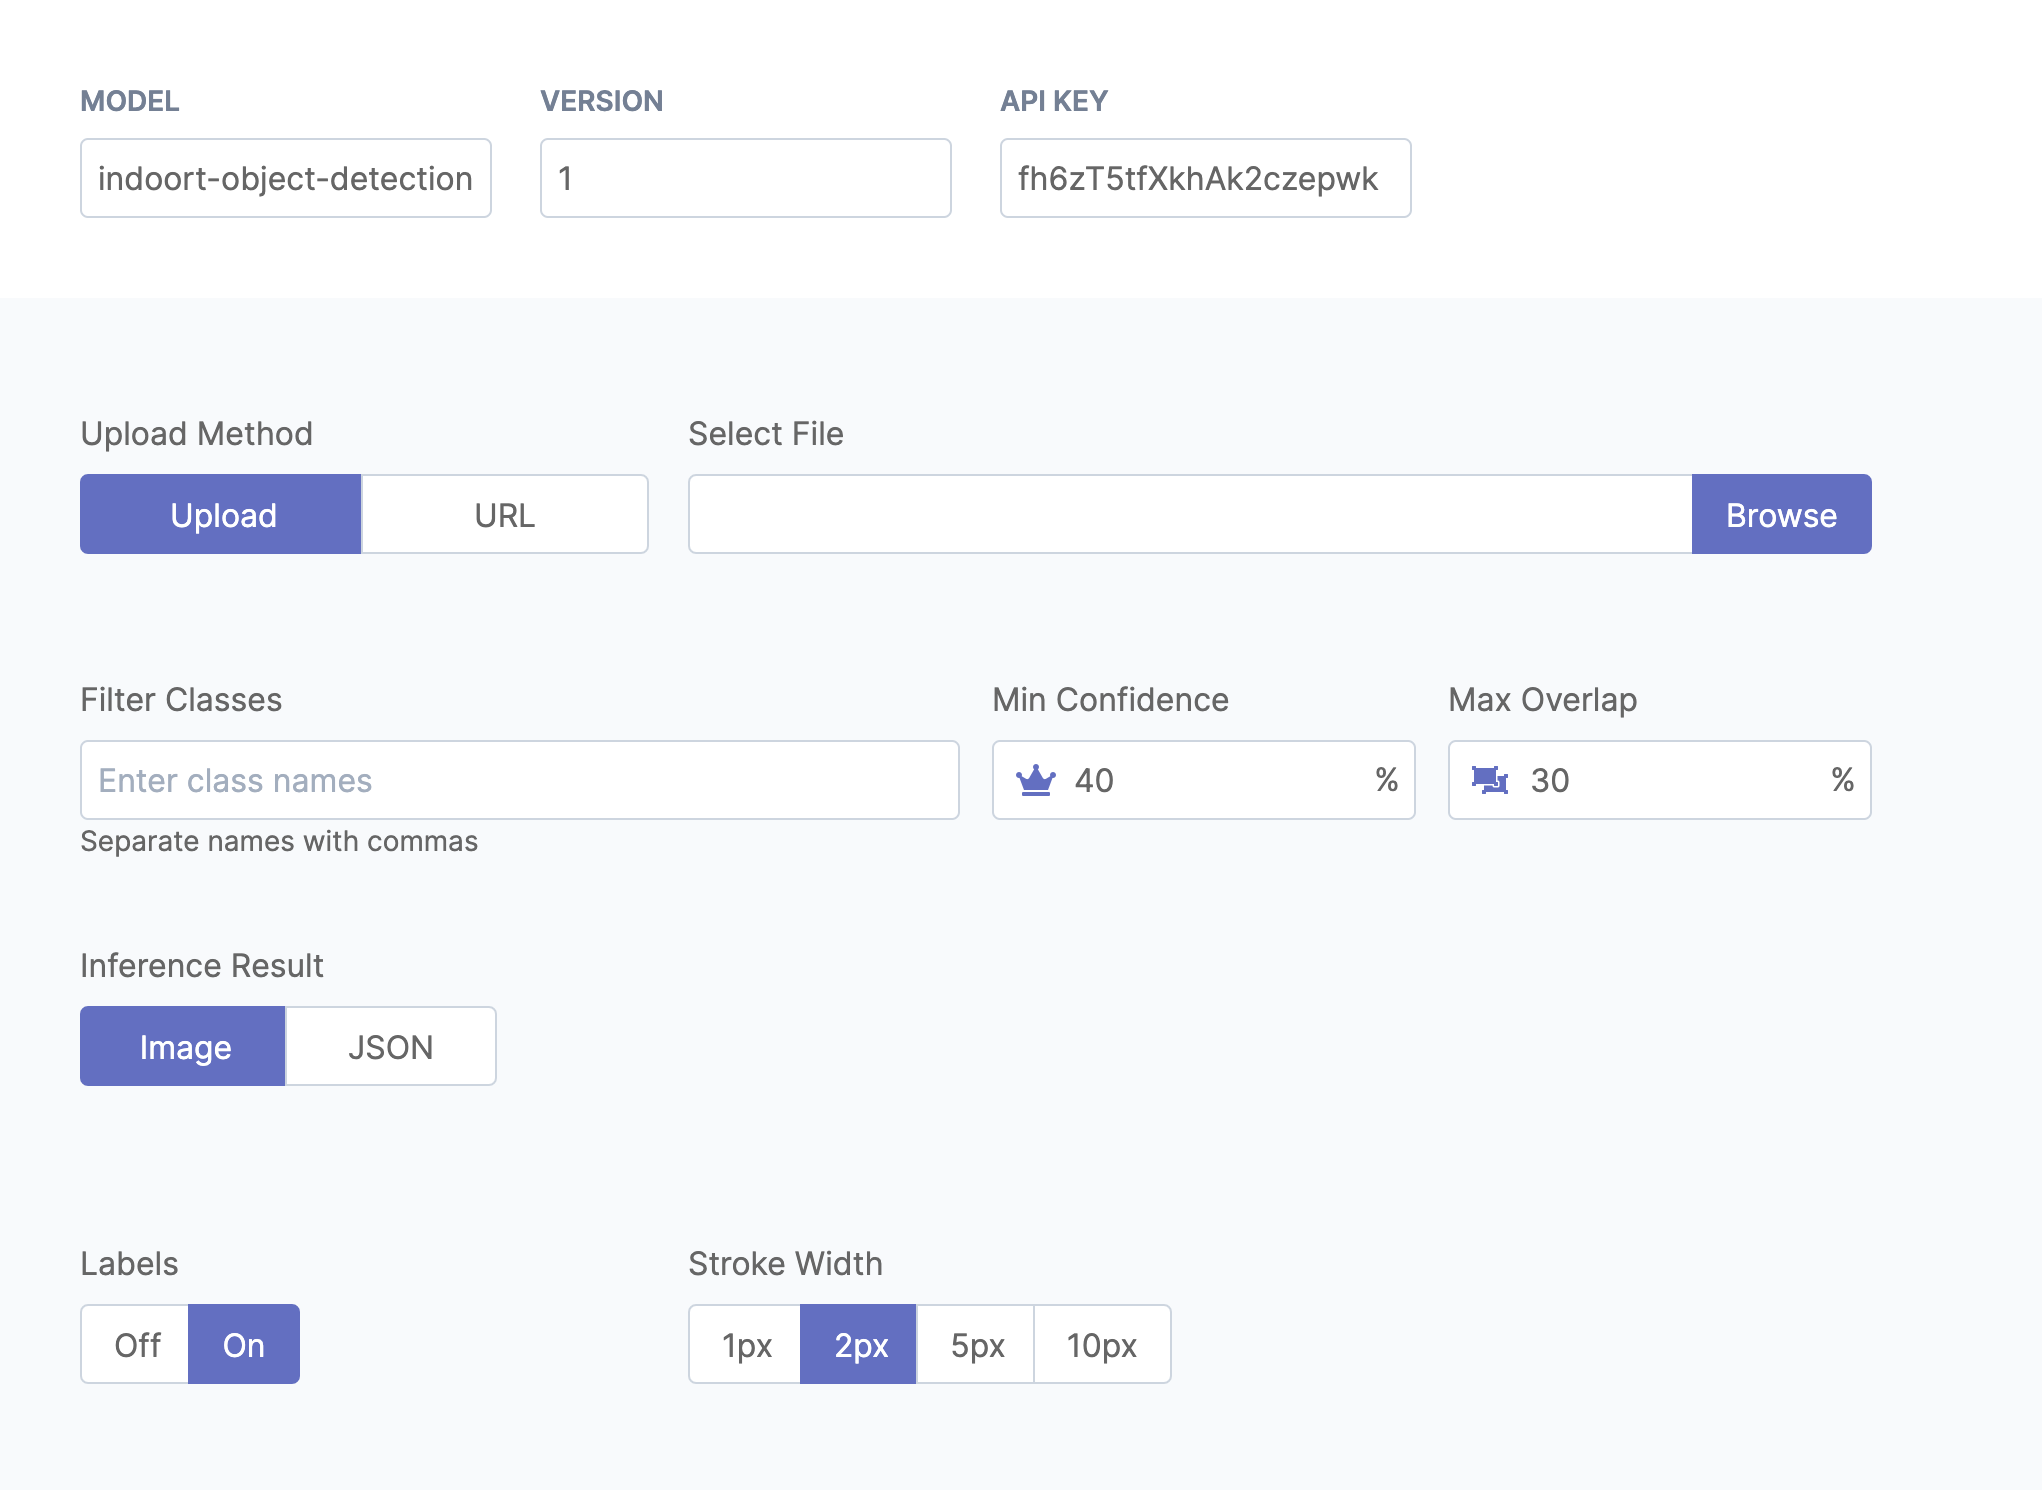 MODEL VERSION API KEY
indoort-object-detection 1 fh6zT5tfXkhAk2czepwk
Upload Method Select File
Upload URL Browse
Filter Classes Min Confidence Max Overlap
Enter class names 40 % 30 %
Separate names with commas
Inference Result
Image JSON
Labels Stroke Width
Off On 1px 2px 5px 10px